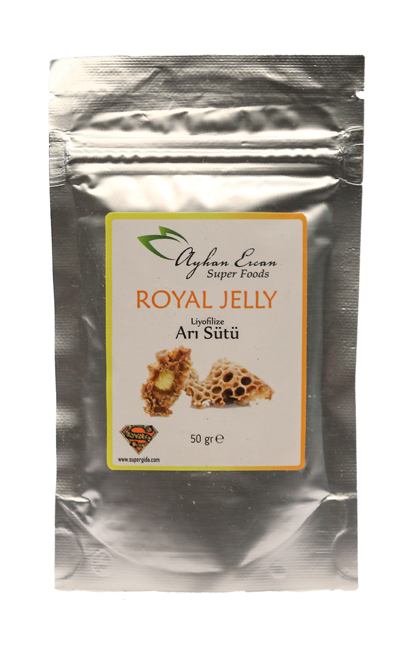 Ayhan Ercan
Super Foods
ROYAL JELLY
Liyofilize
Arı Sütü
50 gr ℮
www.supergida.com